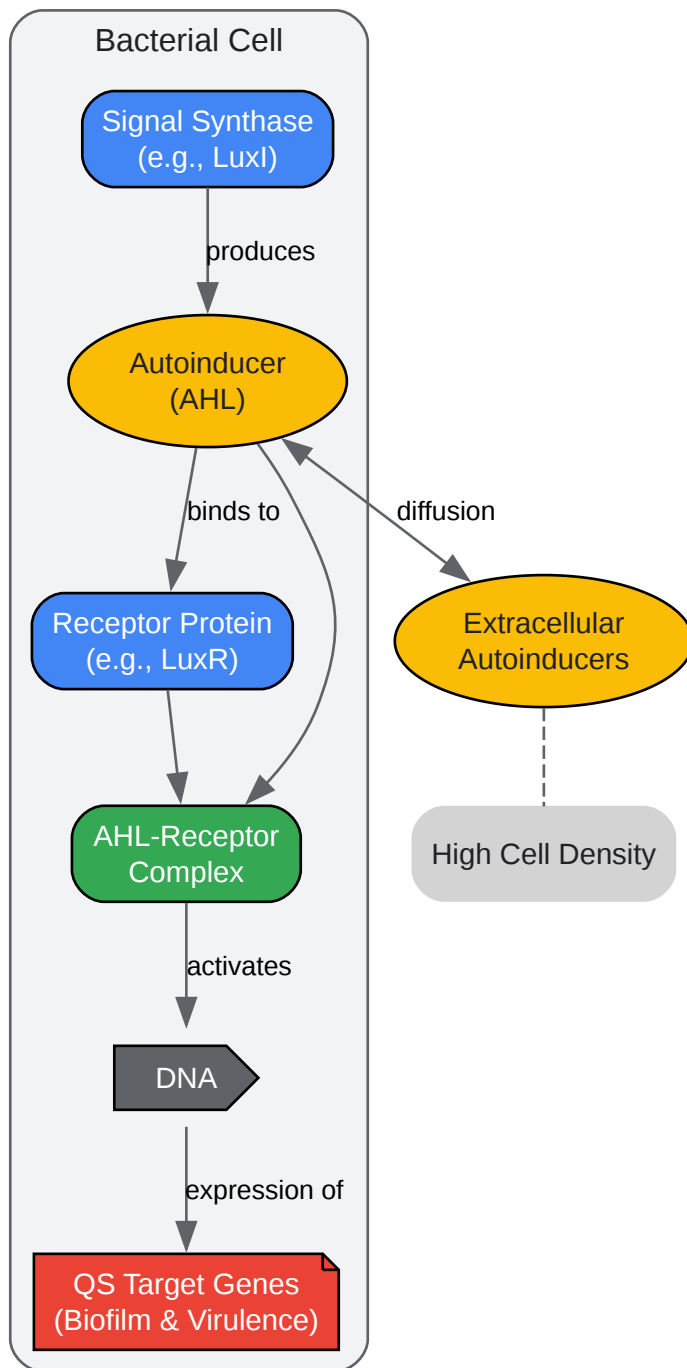 Bacterial Cell
Signal Synthase
(e.g., LuxI)
produces
Autoinducer
(AHL)
binds to
diffusion
Receptor Protein
(e.g., LuxR)
Extracellular
Autoinducers
AHL-Receptor
Complex
High Cell Density
activates
DNA
expression of
QS Target Genes
(Biofilm & Virulence)